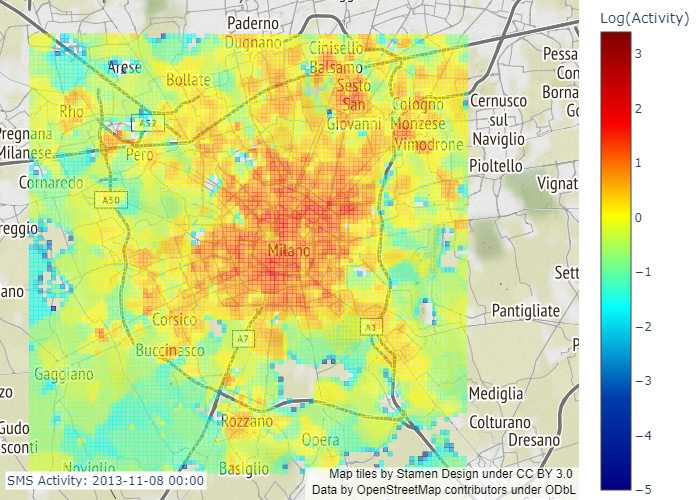 Paderno
Dugnano
Cinisello
Balsamo
Arese
Bollate
Sesto
San
Giovanni
Rho
Cologno
Monzese
Vimodrone
A52
Pero
Pregnana
Milanese
Cornaredo
A50
Cernusco
sul
Naviglio
Pioltello
Pessa
Con
Borna
Go
Vignat
reggio
Milano
ano
Sett
Pantigliate
Corsico
A7
A1
P
Buccinasco
Gaggiano
zo
Mediglia
Colturano
Dresano
Rozzano
Opera
Gudo
sconti
Noviglio
Basiglio
SMS Activity: 2013-11-08 00:00
Map tiles by Stamen Design under CC BY 3.0
Data by OpenStreetMap contributors under ODbL
Log(Activity)
3
2
1
0
−1
−2
−3
−4
−5